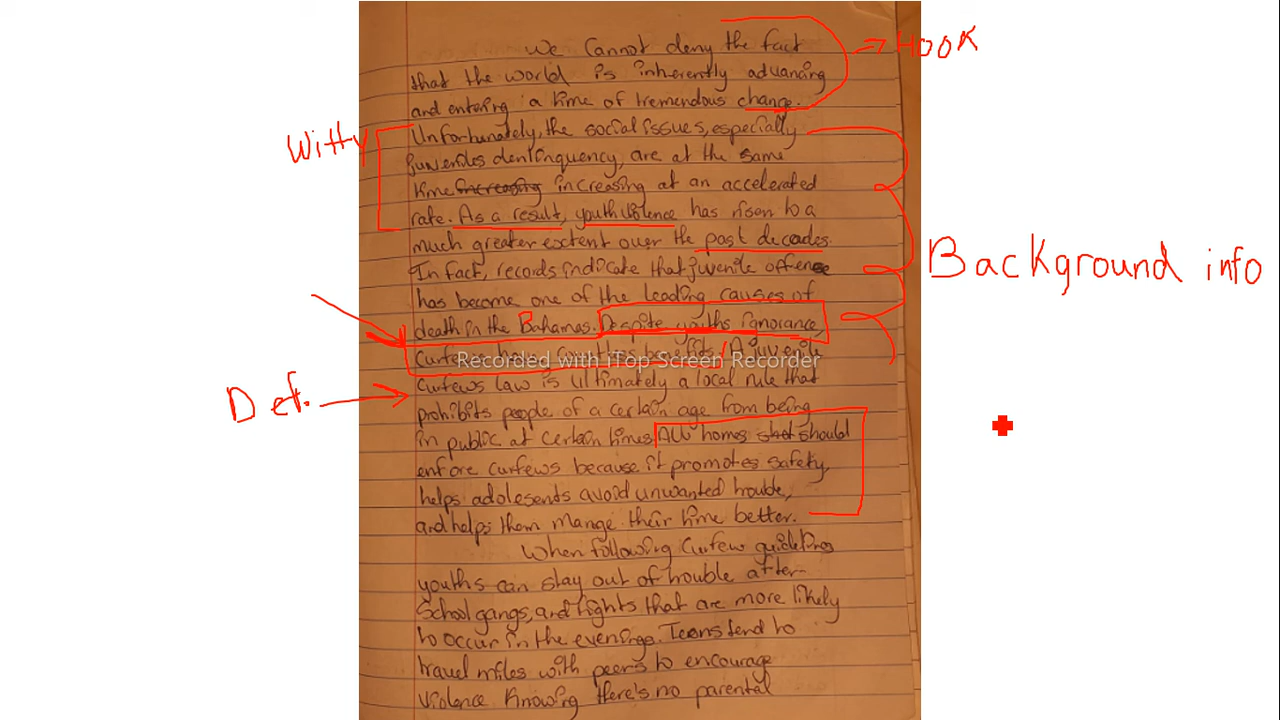 We Cannot deny the fact
that the world is inherently advancing
and entering a time of tremendous change.
Unfortunately, the social issues, especially
juveniles denlinquency, are at the same
time increasing increasing at an accelerated
rate. As a result, youth violence has risen to a
much greater extent over the past decades.
In fact, records indicate that juvenile offense
has become one of the leading causes of
death in the Bahamas. Despite youths ignorance,
Curfews have
Recorded with iTop Screen Recorder
A juvenile
curfews law is ultimately a local rule that
prohibits people of a certain age from being
in public at certain times. All homes should
enfore curfews because it promotes safety,
helps adolesents avoid unwanted trouble,
and helps them mange their time better.
When following Curfew
youths can stay out of trouble after-
School gangs, and fights that are more likely
to occur in the evenings. Teens tend to
travel miles with peers to encourage
violence knowing there's no parental
HOOK
Witty
Background info
Def.